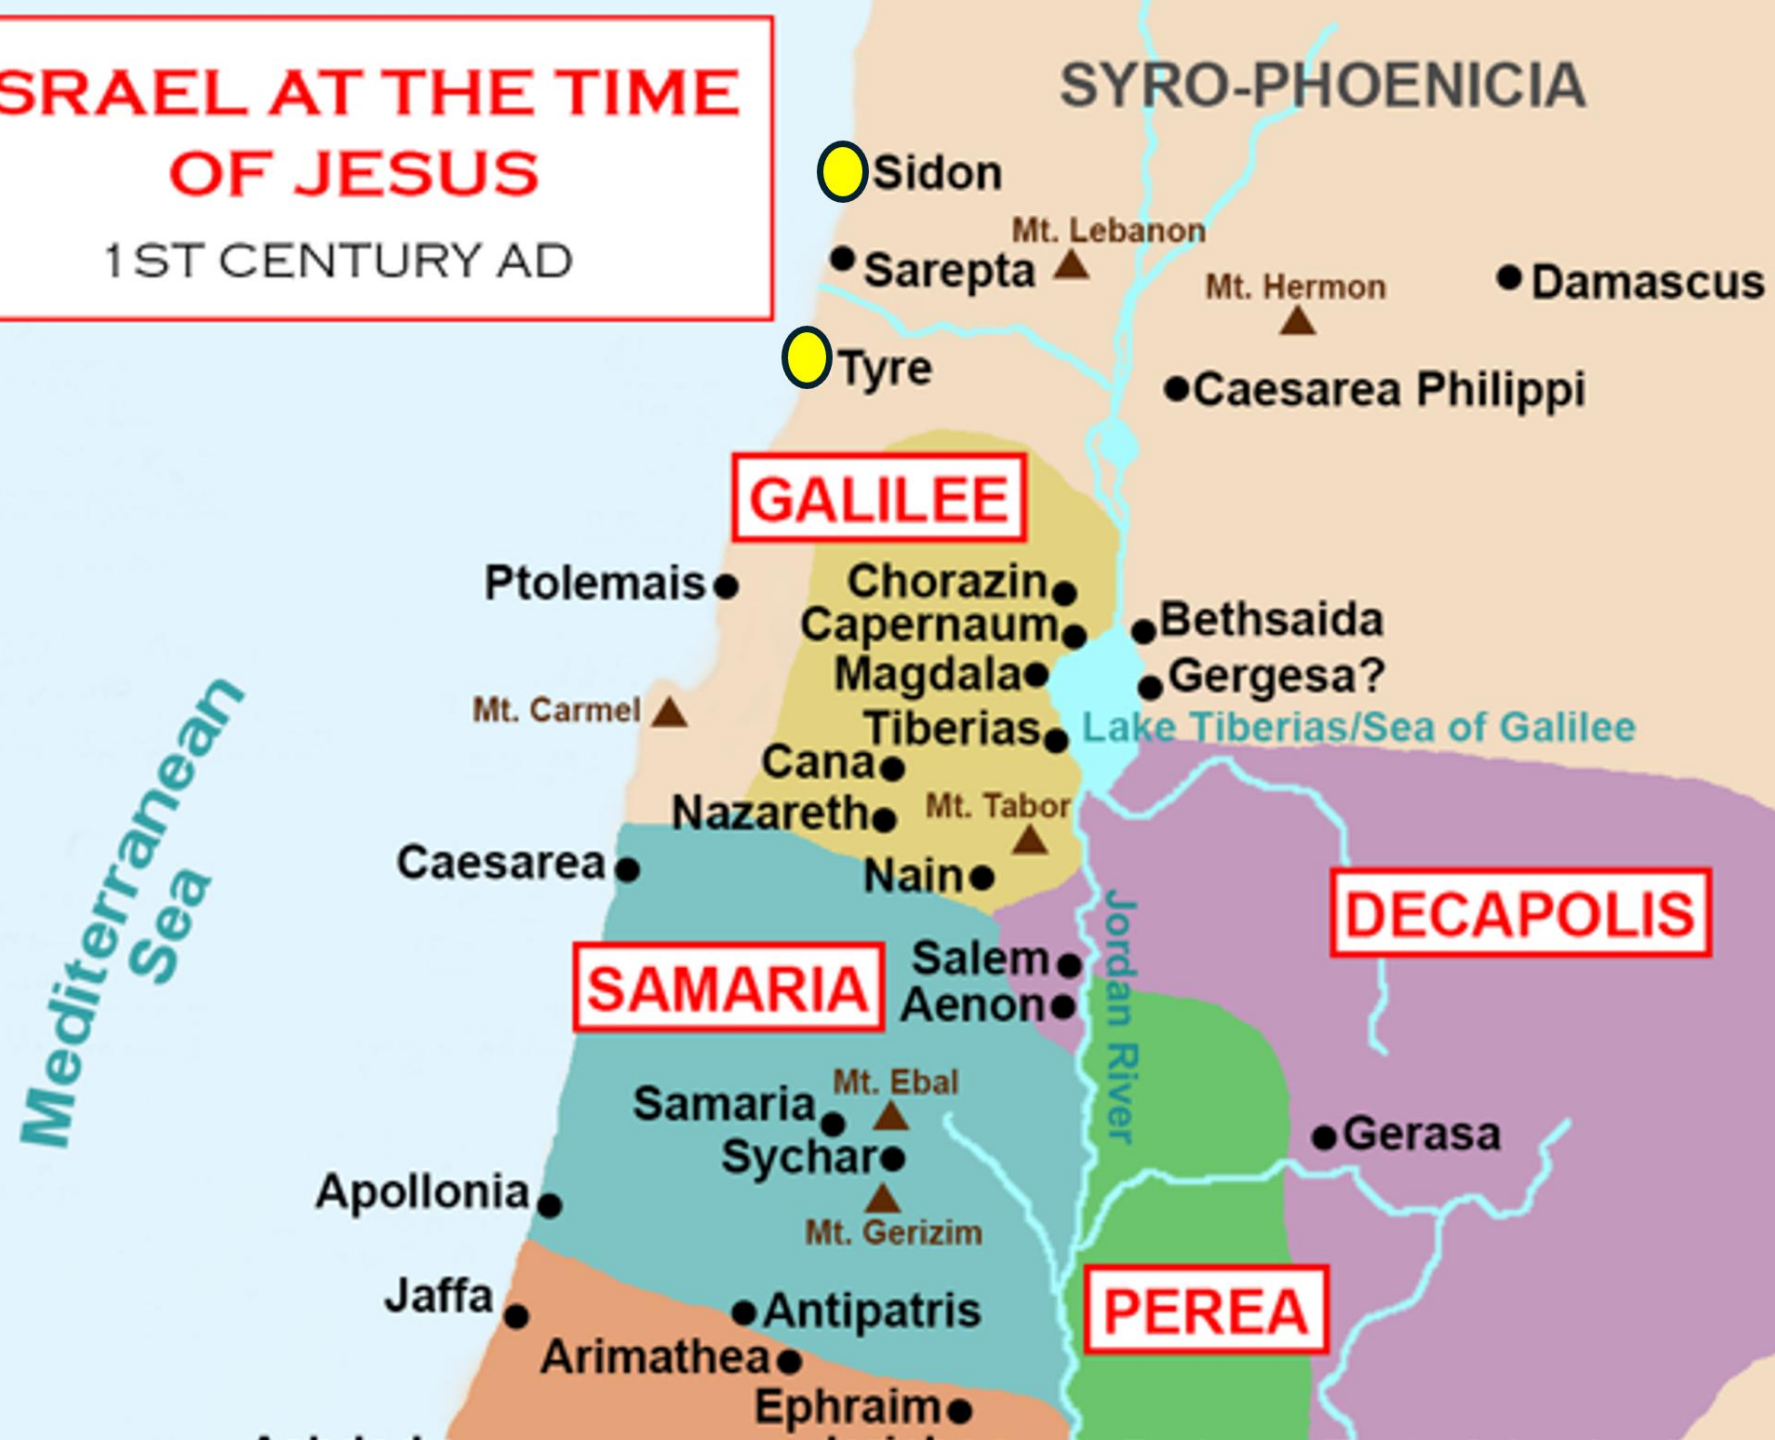 SRAEL AT THE TIME
OF JESUS
1ST CENTURY AD
SYRO-PHOENICIA
Sidon
Mt. Lebanon
Sarepta
Mt. Hermon
Damascus
Tyre
Caesarea Philippi
GALILEE
Ptolemais
Chorazin
Capernaum
Bethsaida
Magdala
Gergesa?
Mt. Carmel
Tiberias
Lake Tiberias/Sea of Galilee
Cana
Nazareth
Mt. Tabor
Mediterranean
Sea
Caesarea
Nain
DECAPOLIS
Jordan River
SAMARIA
Salem
Aenon
Mt. Ebal
Samaria
Sychar
Gerasa
Apollonia
Mt. Gerizim
Jaffa
Antipatris
PEREA
Arimathea
Ephraim